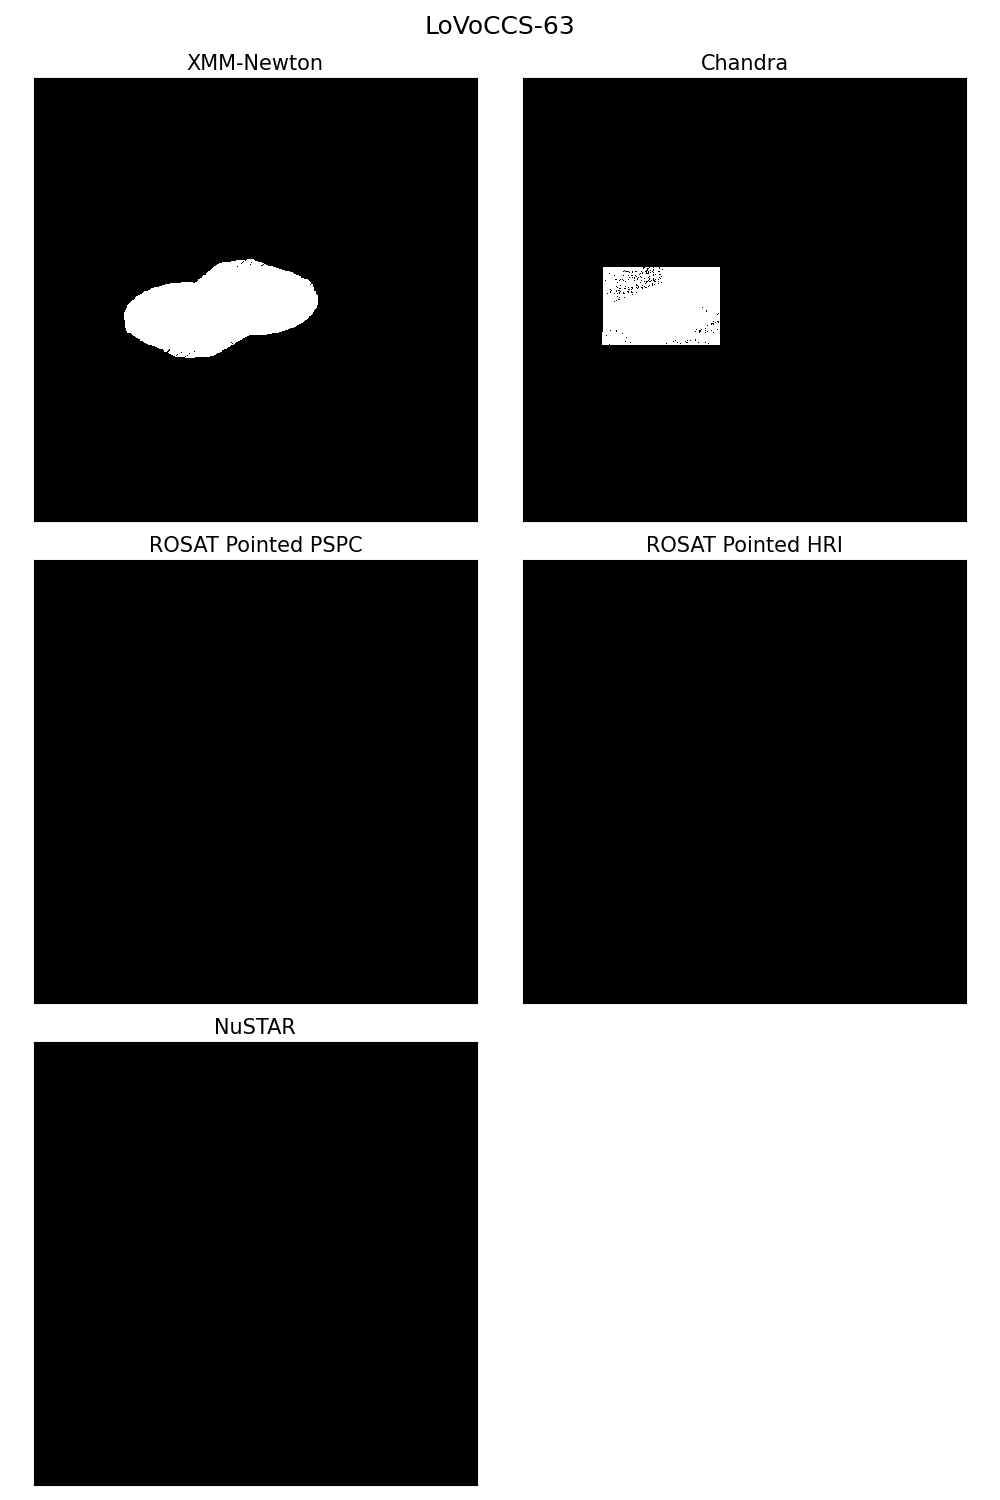 LoVoCCS-63
XMM-Newton
Chandra
ROSAT Pointed PSPC
ROSAT Pointed HRI
NuSTAR